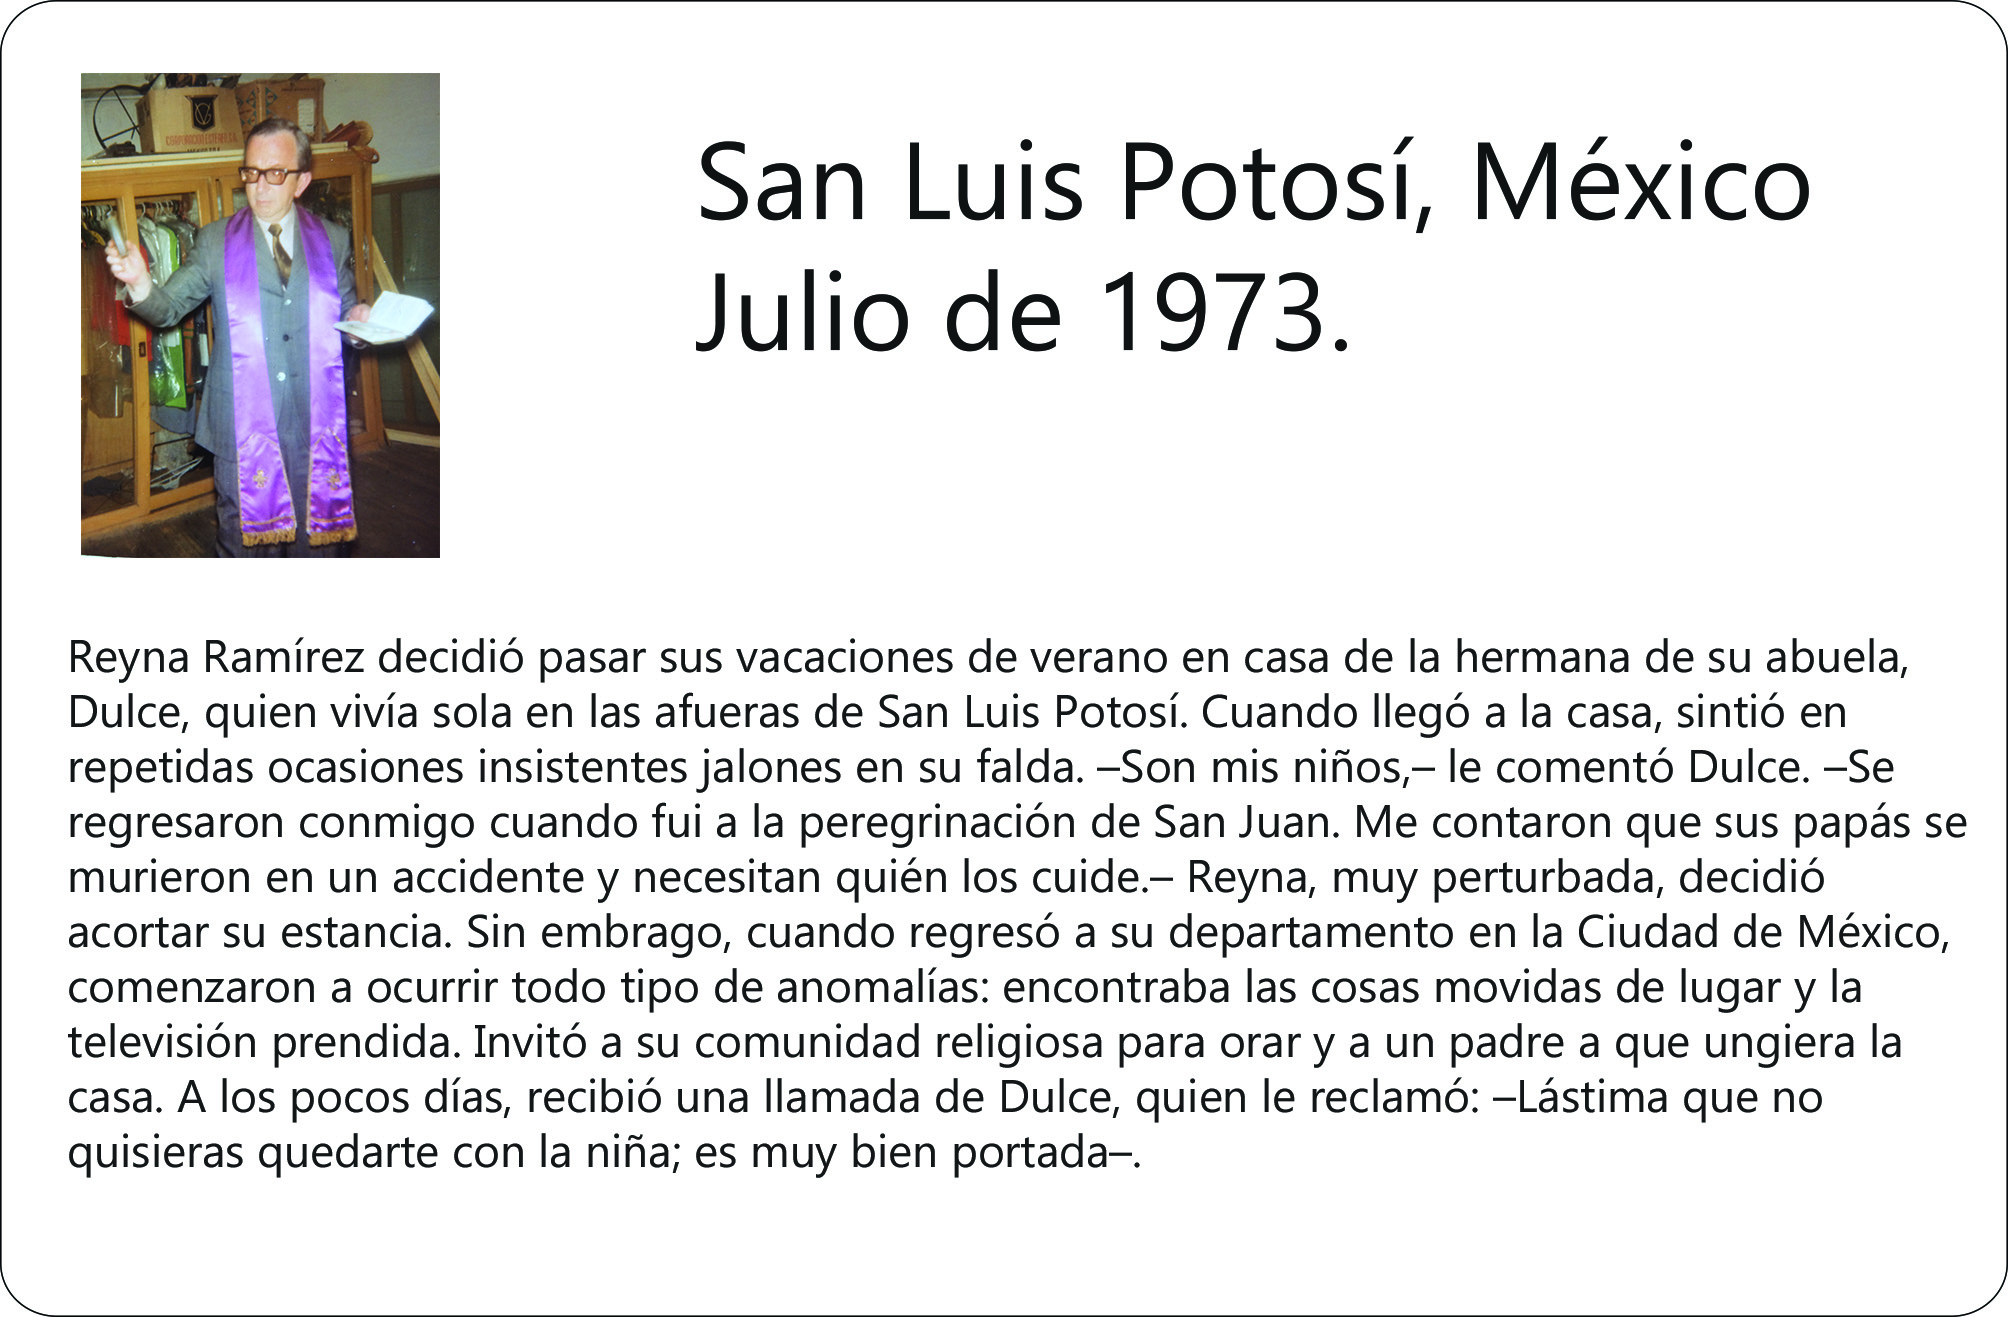 CORPORACION ESTEREO S.A.
San Luis Potosí, México
Julio de 1973.
Reyna Ramírez decidió pasar sus vacaciones de verano en casa de la hermana de su abuela,
Dulce, quien vivía sola en las afueras de San Luis Potosí. Cuando llegó a la casa, sintió en
repetidas ocasiones insistentes jalones en su falda. –Son mis niños,– le comentó Dulce. –Se
regresaron conmigo cuando fui a la peregrinación de San Juan. Me contaron que sus papás se
murieron en un accidente y necesitan quién los cuide.– Reyna, muy perturbada, decidió
acortar su estancia. Sin embrago, cuando regresó a su departamento en la Ciudad de México,
comenzaron a ocurrir todo tipo de anomalías: encontraba las cosas movidas de lugar y la
televisión prendida. Invitó a su comunidad religiosa para orar y a un padre a que ungiera la
casa. A los pocos días, recibió una llamada de Dulce, quien le reclamó: –Lástima que no
quisieras quedarte con la niña; es muy bien portada–.